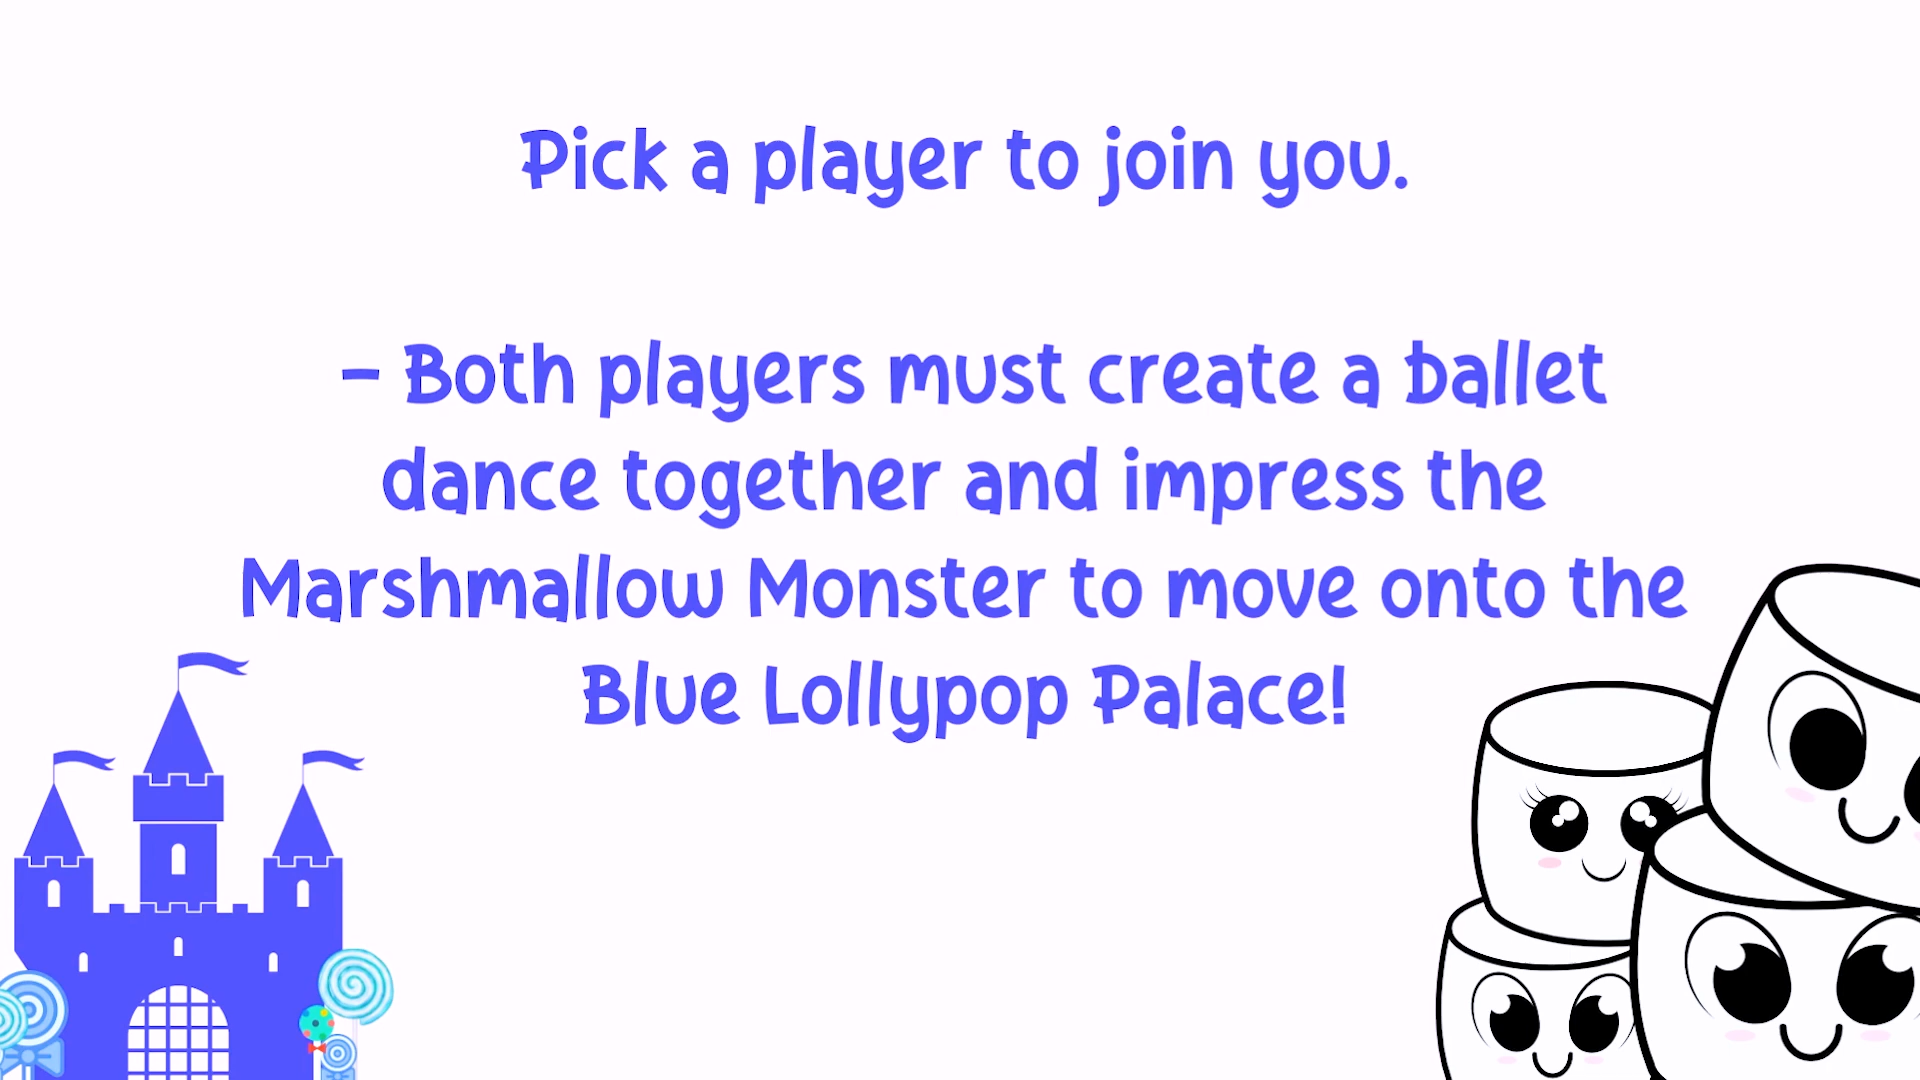 Pick a player to join you.
- Both players must create a ballet
dance together and impress the
Marshmallow Monster to move onto the
Blue Lollypop Palace!